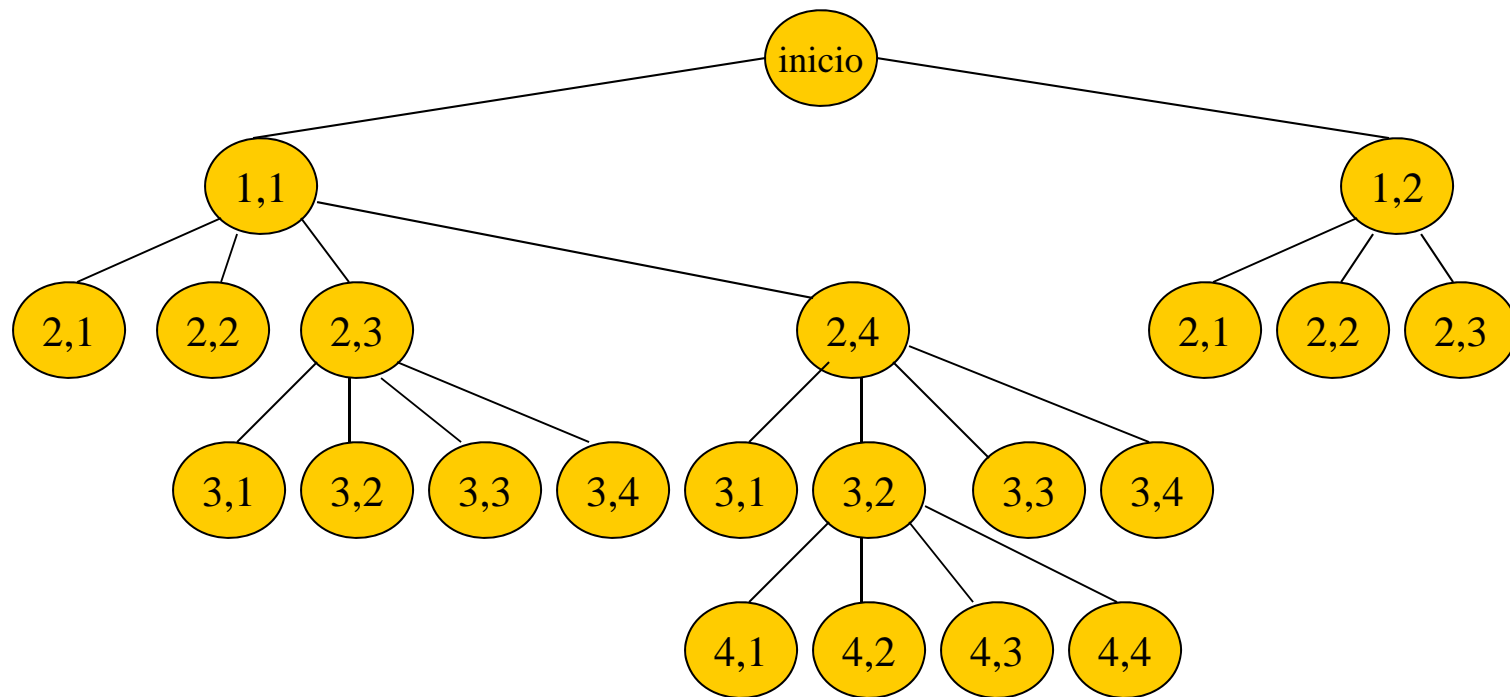 inicio
1,1 1,2
2,1 2,2 2,3 2,4 2,1 2,2 2,3
3,1 3,2 3,3 3,4 3,1 3,2 3,3 3,4
4,1 4,2 4,3 4,4